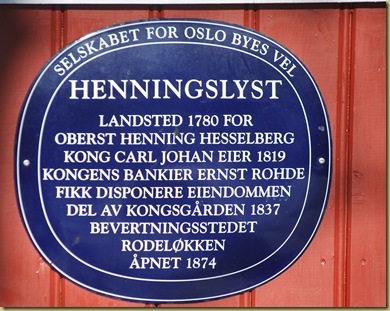 SELSKABET FOR OSLO BYES VEL
HENNINGSLYST
LANDSTED 1780 FOR
OBERST HENNING HESSELBERG
KONG CARL JOHAN EIER 1819
KONGENS BANKIER ERNST ROHDE
FIKK DISPONERE EIENDOMMEN
DEL AV KONGSGÅRDEN 1837
BEVERTNINGSSTEDET
RODELØKKEN
ÅPNET 1874